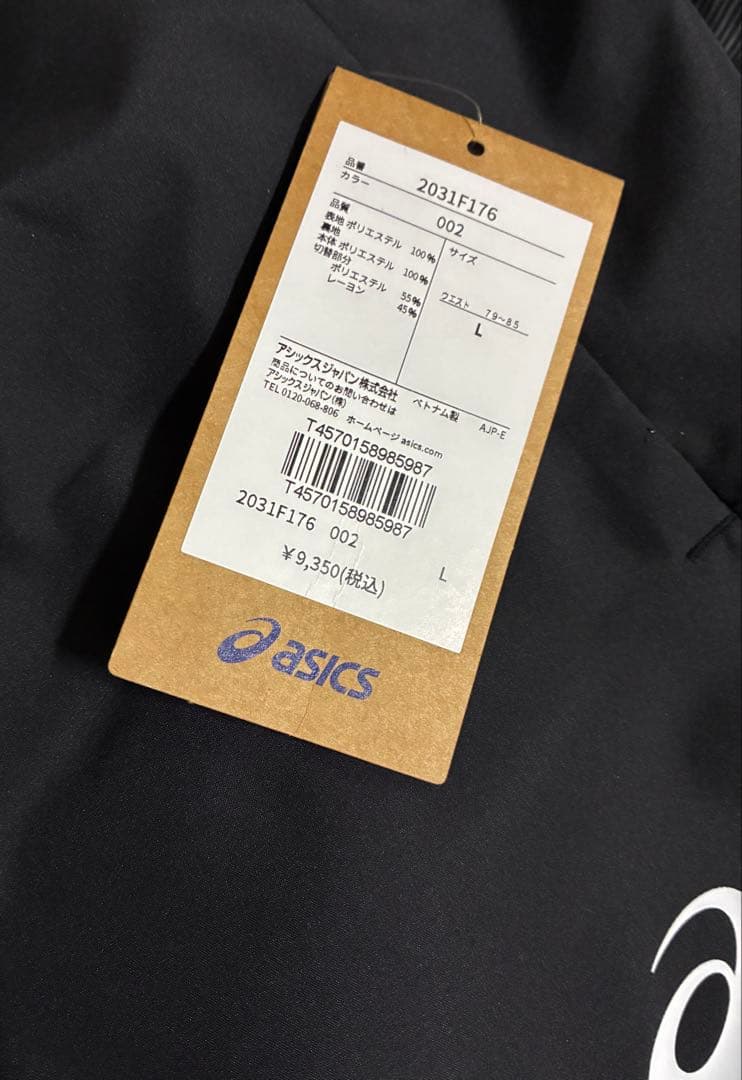 品番 2031F176
カラー 002
品質
表地 ポリエステル 100%
裏地
本体 ポリエステル 100%
切替部分
ポリエステル 55%
レーヨン 45%
サイズ
ウエスト 79〜85
L
アシックスジャパン株式会社 ベトナム製 AJP-E
商品についてのお問い合わせは
アシックスジャパン(株)
TEL 0120-068-806 ホームページ asics.com
T4570158985987
T4570158985987
2031F176 002 L
¥9,350(税込)
asics